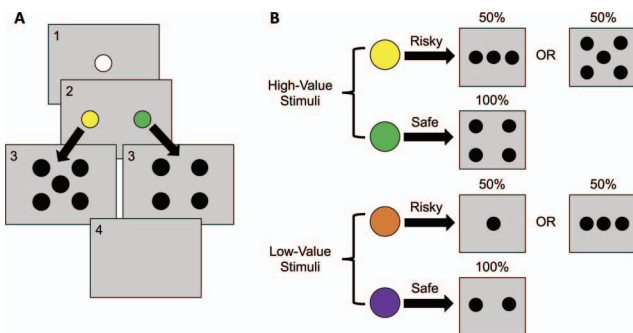 A
1
2
3
3
4
B
50%
50%
High-Value
Stimuli
Risky
OR
100%
Safe
50%
50%
Low-Value
Stimuli
Risky
OR
100%
Safe